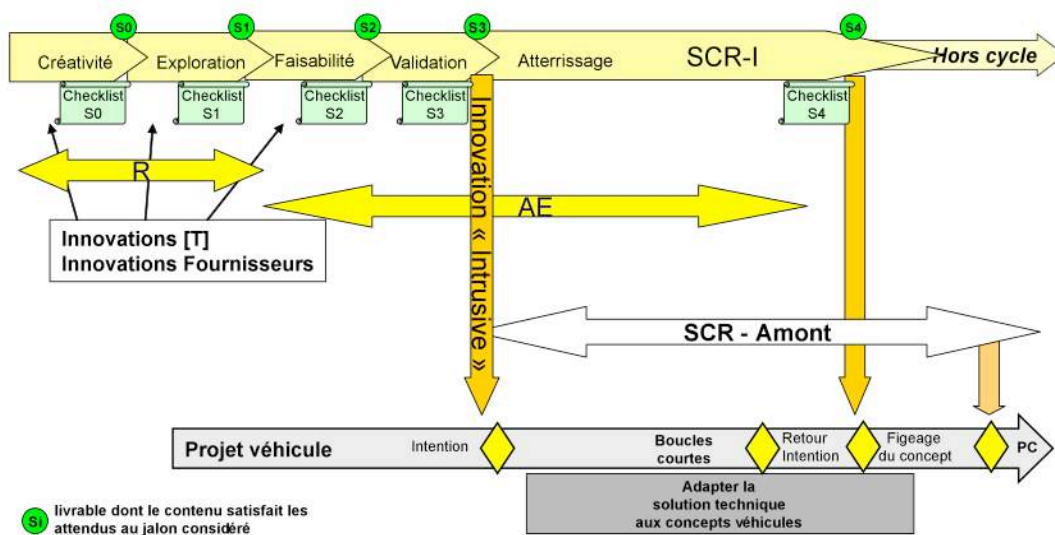 S0
S1
S2
S3
S4
Créativité
Exploration
Faisabilité
Validation
Atterrissage
SCR-I
Hors cycle
Checklist
S0
Checklist
S1
Checklist
S2
Checklist
S3
Checklist
S4
R
AE
Innovations [T]
Innovations Fournisseurs
Innovation « Intrusive »
SCR - Amont
Projet véhicule
Intention
Boucles
courtes
Retour
Intention
Figeage
du concept
PC
Adapter la
solution technique
aux concepts véhicules
Si
livrable dont le contenu satisfait les
attendus au jalon considéré